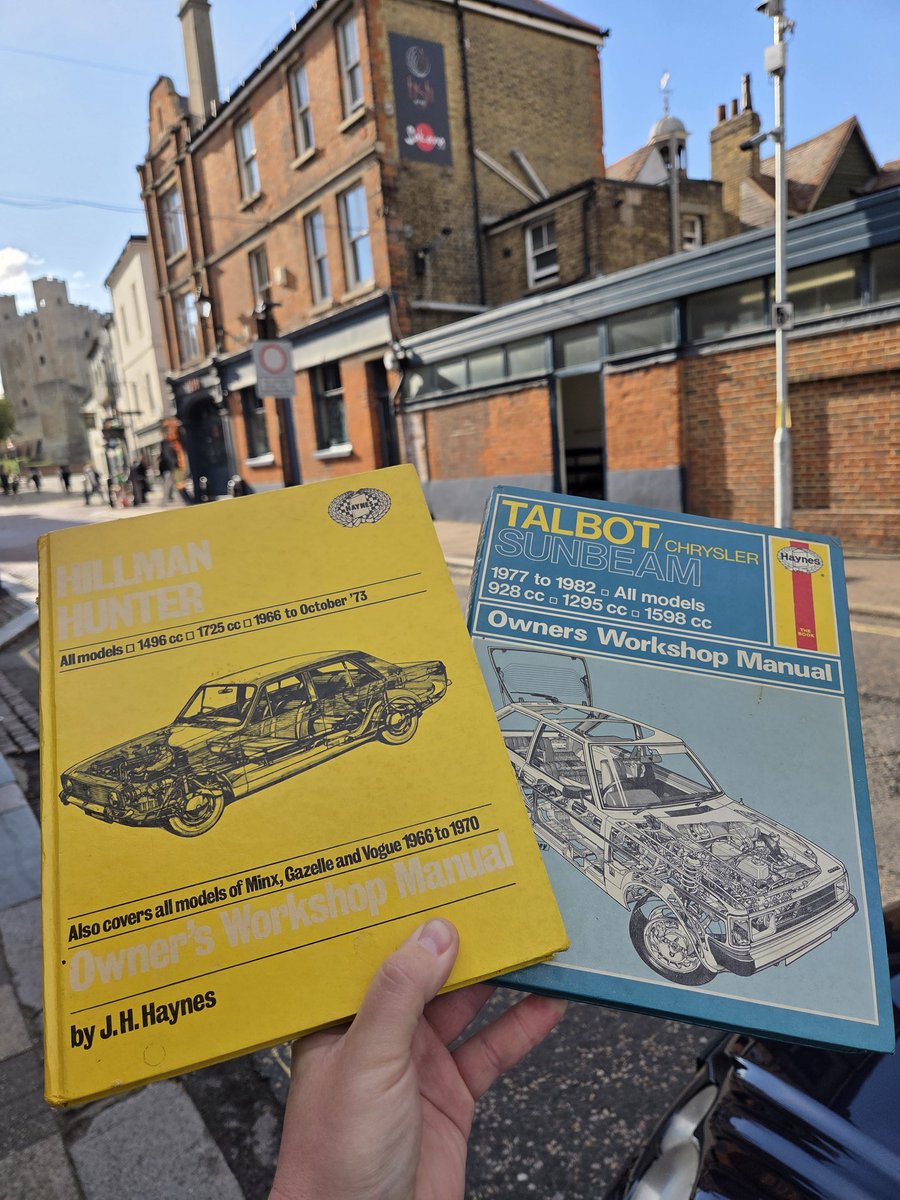 HAYNES
HILLMAN
HUNTER
All models □ 1496 cc □ 1725 cc □ 1966 to October '73
Also covers all models of Minx, Gazelle and Vogue 1966 to 1970
Owner's Workshop Manual
by J. H. Haynes
TALBOT/CHRYSLER
SUNBEAM
1977 to 1982 □ All models
928 cc □ 1295 cc □ 1598 cc
Owners Workshop Manual
Haynes
THE
BOOK